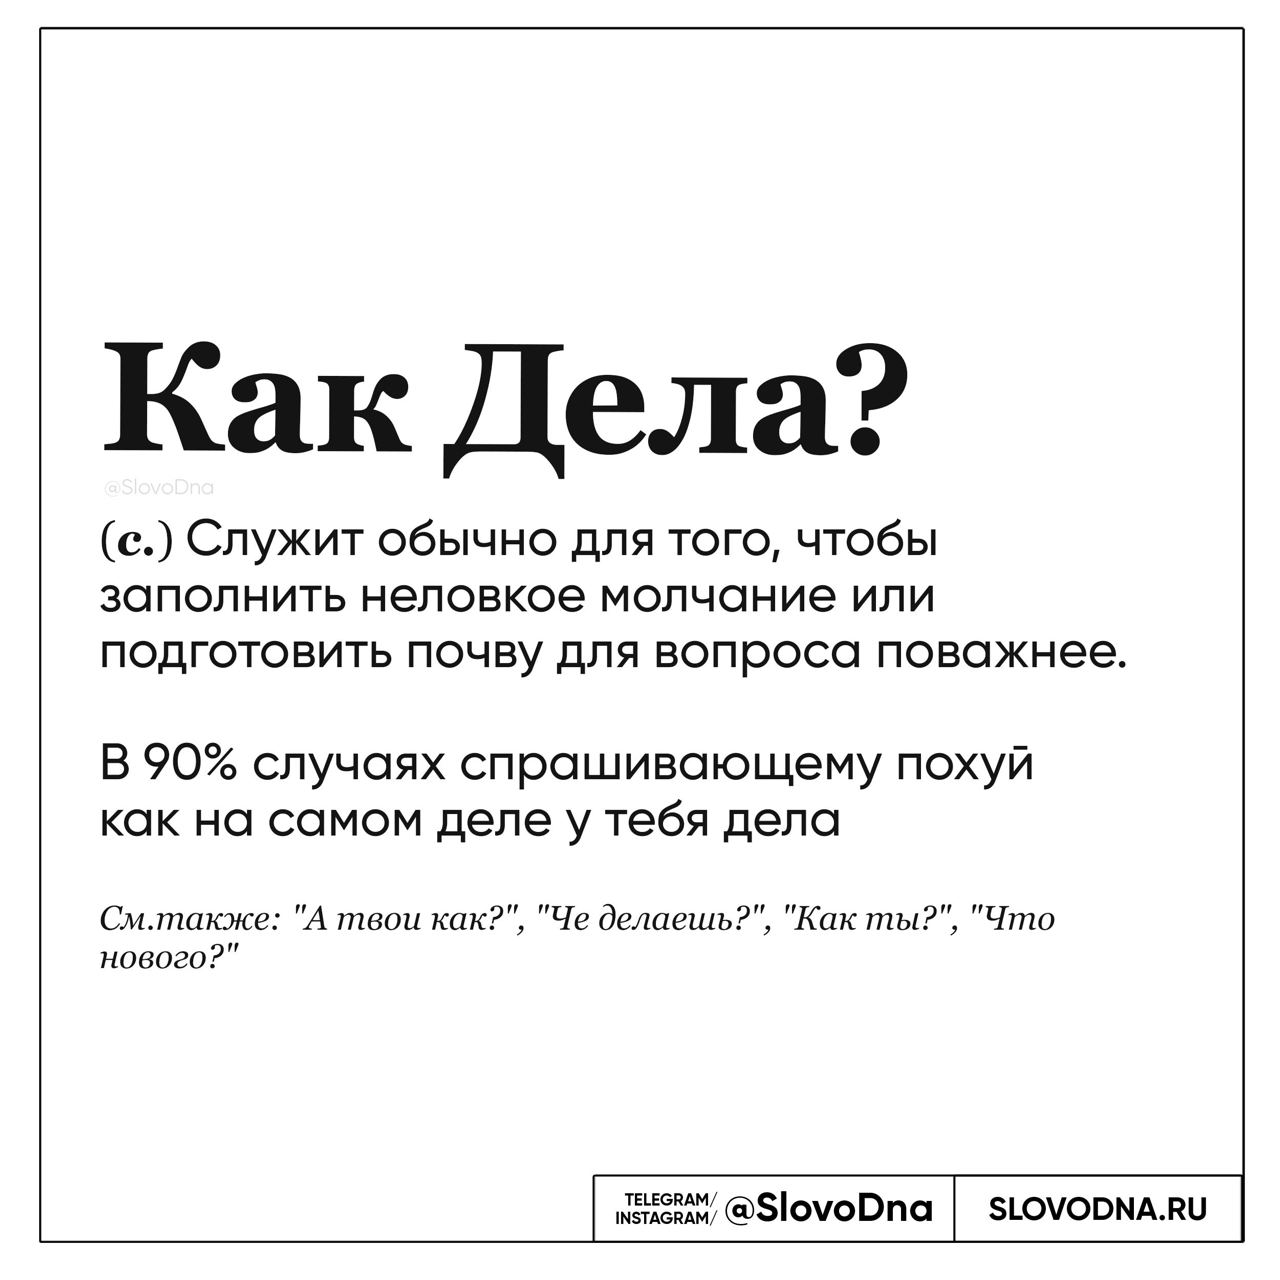 Как Дела?
@SlovoDna
(с.) Служит обычно для того, чтобы
заполнить неловкое молчание или
подготовить почву для вопроса поважнее.
В 90% случаях спрашивающему похуй
как на самом деле у тебя дела
См.также: "А твои как?", "Че делаешь?", "Как ты?", "Что
нового?"
TELEGRAM/
INSTAGRAM/
@SlovoDna
SLOVODNA.RU